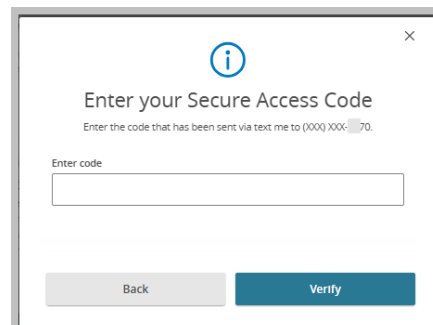 Enter your Secure Access Code
Enter the code that has been sent via text me to (XXX) XXX- 70.
Enter code
Back
Verify